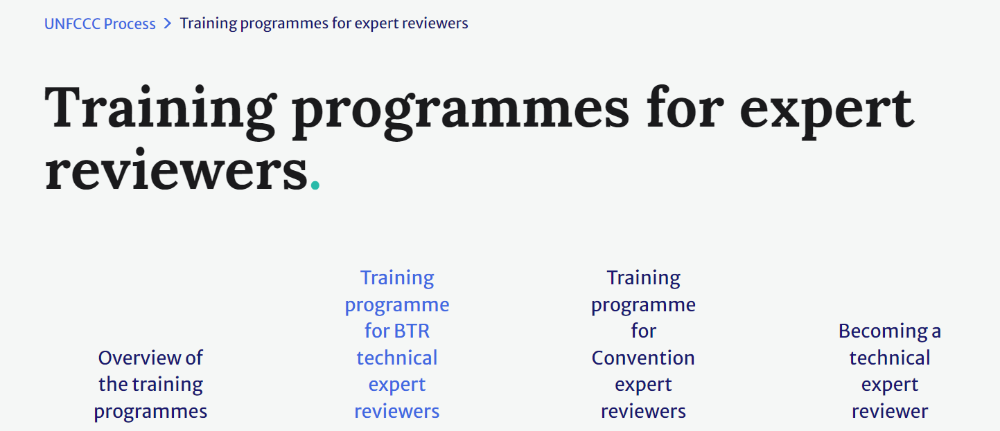 UNFCCC Process > Training programmes for expert reviewers
Training programmes for expert
reviewers.
Overview of
the training
programmes
Training
programme
for BTR
technical
expert
reviewers
Training
programme
for
Convention
expert
reviewers
Becoming a
technical
expert
reviewer